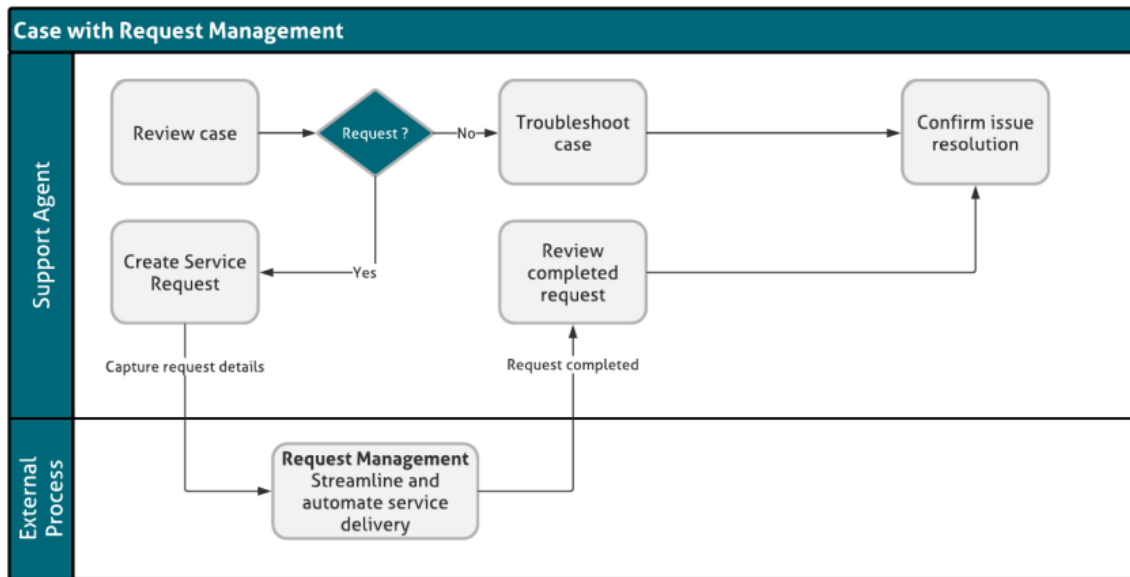 Case with Request Management
Support Agent
Review case
Request ?
No
Troubleshoot
case
Confirm issue
resolution
Create Service
Request
Yes
Review
completed
request
Capture request details
Request completed
External
Process
Request Management
Streamline and
automate service
delivery